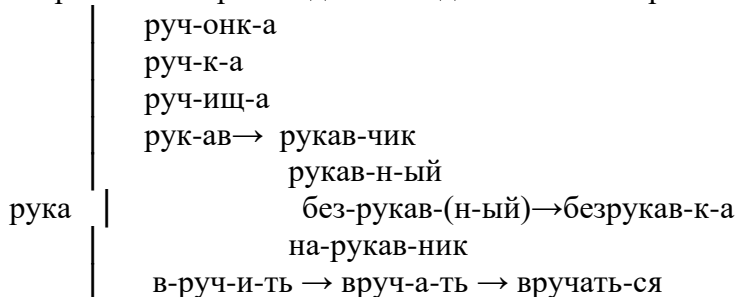 руч-онк-а
руч-к-а
руч-ищ-а
рук-ав→ рукав-чик
рукав-н-ый
рука | без-рукав-(н-ый)→безрукав-к-а
на-рукав-ник
в-руч-и-ть → вруч-а-ть → вручать-ся